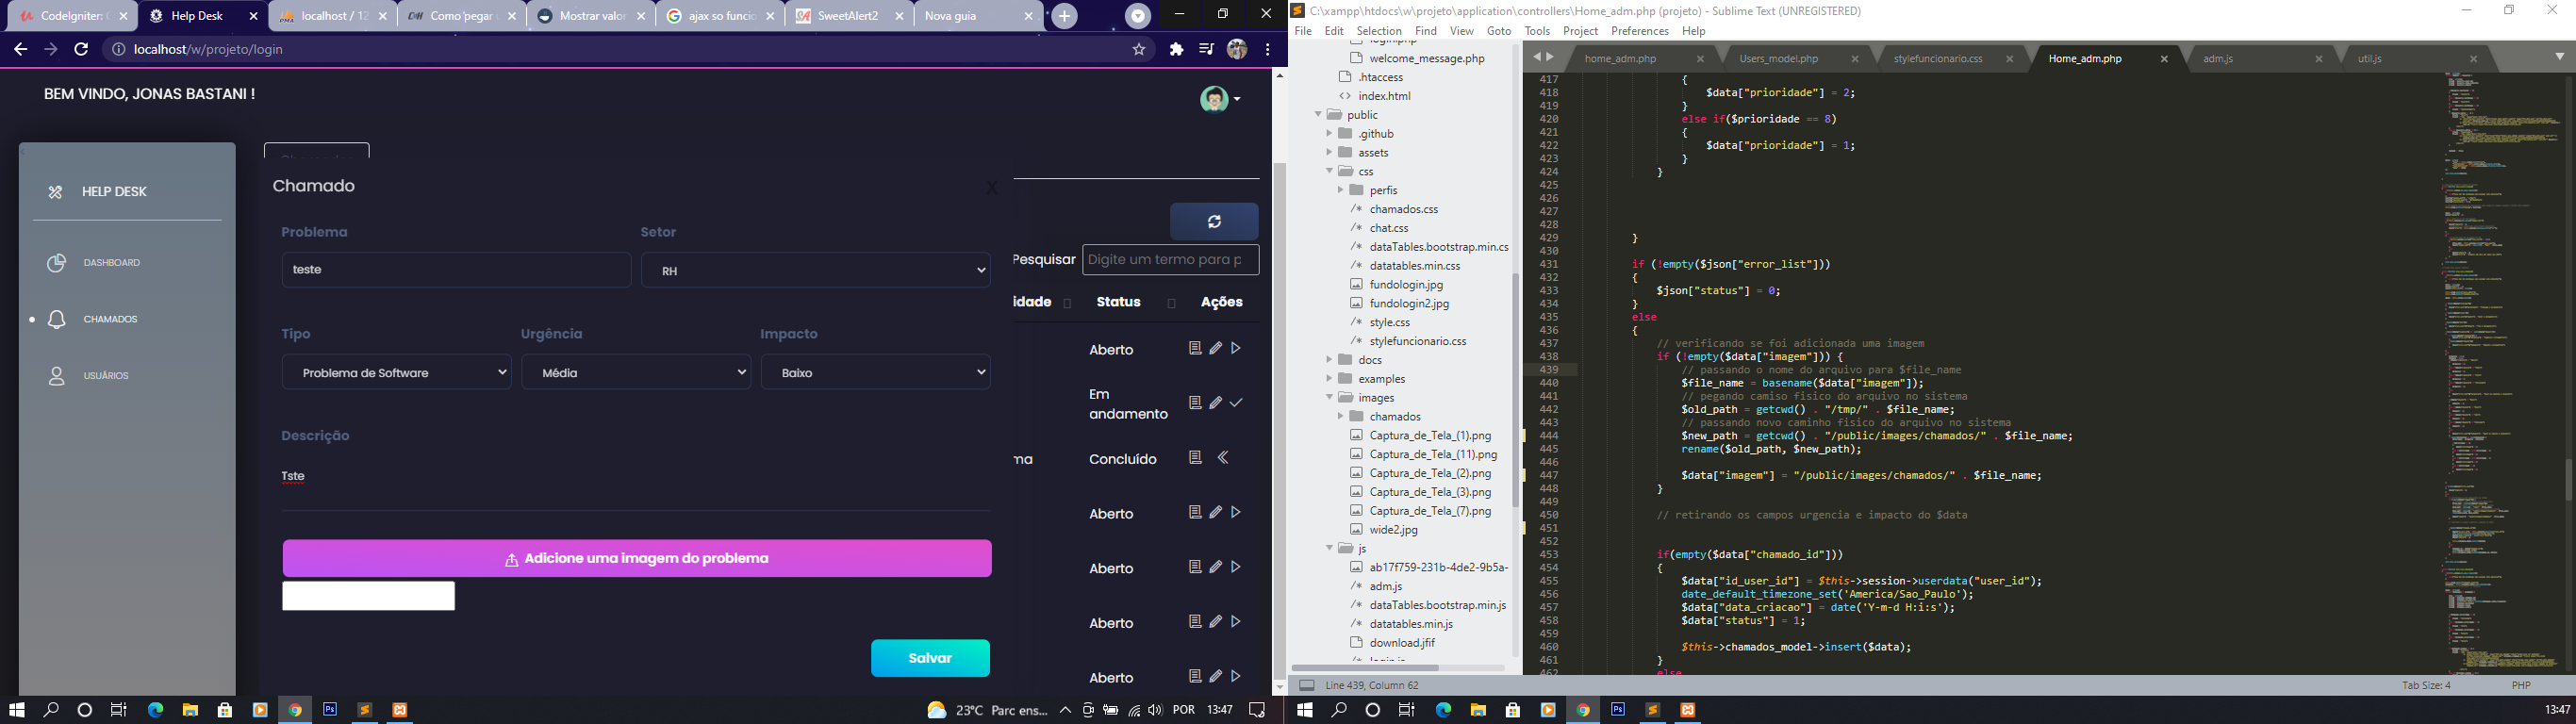 CodeIgniter: C
Help Desk
localhost / 12
Como pegar
Mostrar valor
ajax so funcio
SweetAlert2
Nova guia
localhost/w/projeto/login
BEM VINDO, JONAS BASTANI !
HELP DESK
DASHBOARD
CHAMADOS
USUÁRIOS
Chamado
X
Problema
Setor
teste
RH
Tipo
Urgência
Impacto
Problema de Software
Média
Baixo
Descrição
Tste
Adicione uma imagem do problema
Salvar
Pesquisar
Digite um termo para p
idade
Status
Ações
Aberto
Em
andamento
ma
Concluído
Aberto
Aberto
Aberto
Aberto
23°C Parc ens...
POR
13:47
C:\xampp\htdocs\w\projeto\application\controllers\Home_adm.php (projeto) - Sublime Text (UNREGISTERED)
File Edit Selection Find View Goto Tools Project Preferences Help
welcome_message.php
.htaccess
index.html
public
.github
assets
css
perfis
chamados.css
chat.css
dataTables.bootstrap.min.cs
datatables.min.css
fundologin.jpg
fundologin2.jpg
style.css
stylefuncionario.css
docs
examples
images
chamados
Captura_de_Tela_(1).png
Captura_de_Tela_(11).png
Captura_de_Tela_(2).png
Captura_de_Tela_(3).png
Captura_de_Tela_(7).png
wide2.jpg
js
ab17f759-231b-4de2-9b5a-
adm.js
dataTables.bootstrap.min.js
datatables.min.js
download.jfif
home_adm.php
Users_model.php
stylefuncionario.css
Home_adm.php
adm.js
util.js
417 {
418 $data["prioridade"] = 2;
419 }
420 else if($prioridade == 8)
421 {
422 $data["prioridade"] = 1;
423 }
424 }
425
426
427
428
429 }
430
431 if (!empty($json["error_list"]))
432 {
433 $json["status"] = 0;
434 }
435 else
436 {
437 // verificando se foi adicionada uma imagem
438 if (!empty($data["imagem"])) {
439 // passando o nome do arquivo para $file_name
440 $file_name = basename($data["imagem"]);
441 // pegando camiso fisico do arquivo no sistema
442 $old_path = getcwd() . "/tmp/" . $file_name;
443 // passando novo caminho fisico do arquivo no sistema
444 $new_path = getcwd() . "/public/images/chamados/" . $file_name;
445 rename($old_path, $new_path);
446
447 $data["imagem"] = "/public/images/chamados/" . $file_name;
448 }
449
450 // retirando os campos urgencia e impacto do $data
451
452
453 if(empty($data["chamado_id"]))
454 {
455 $data["id_user_id"] = $this->session->userdata("user_id");
456 date_default_timezone_set('America/Sao_Paulo');
457 $data["data_criacao"] = date('Y-m-d H:i:s');
458 $data["status"] = 1;
459
460 $this->chamados_model->insert($data);
461 }
462 else
Line 439, Column 62
Tab Size: 4
PHP
13:47